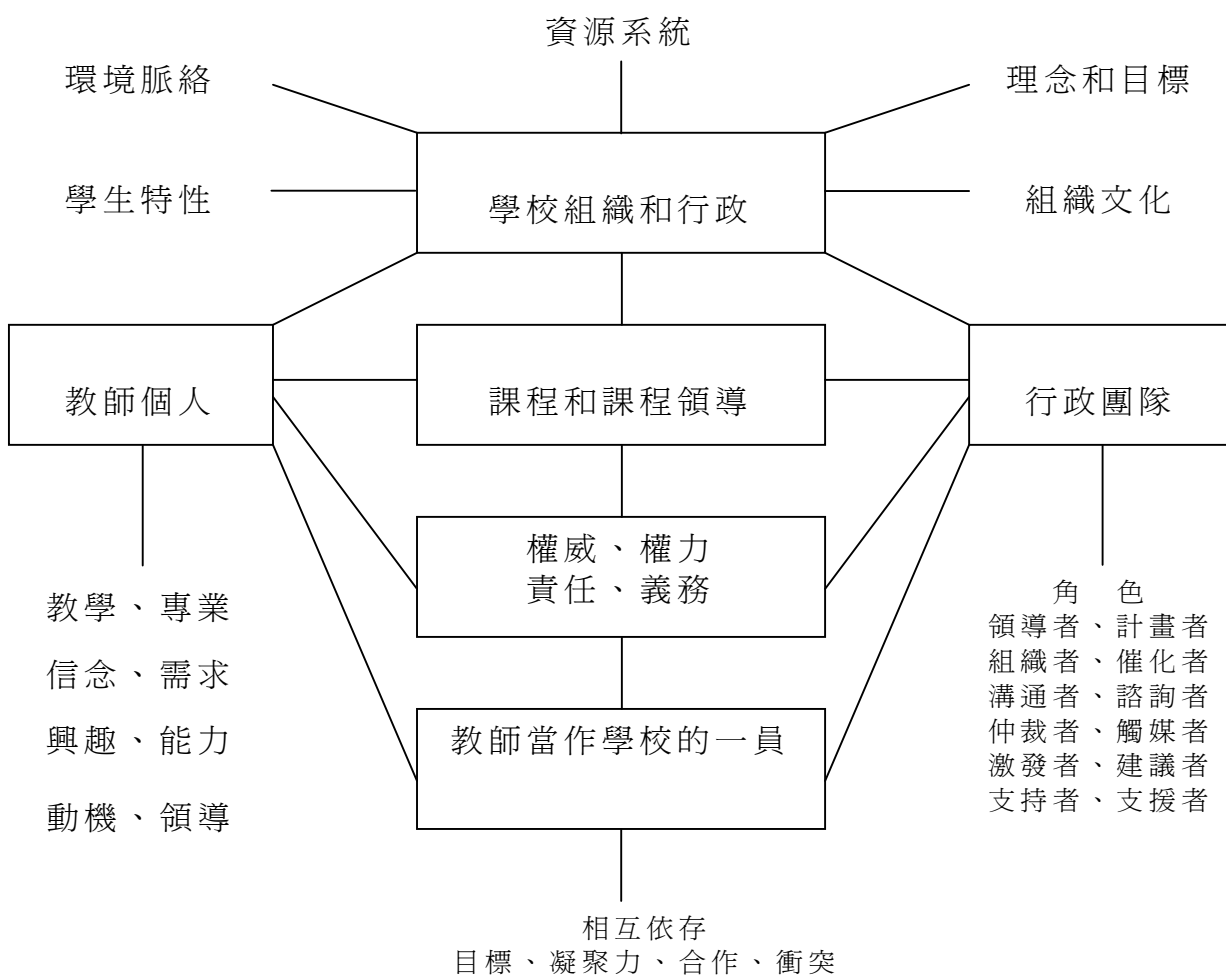 資源系統
環境脈絡
理念和目標
學生特性
組織文化
學校組織和行政
教師個人
課程和課程領導
行政團隊
權威、權力
責任、義務
教師當作學校的一員
教學、專業
信念、需求
興趣、能力
動機、領導
角 色
領導者、計畫者
組織者、催化者
溝通者、諮詢者
仲裁者、觸媒者
激發者、建議者
支持者、支援者
相互依存
目標、凝聚力、合作、衝突